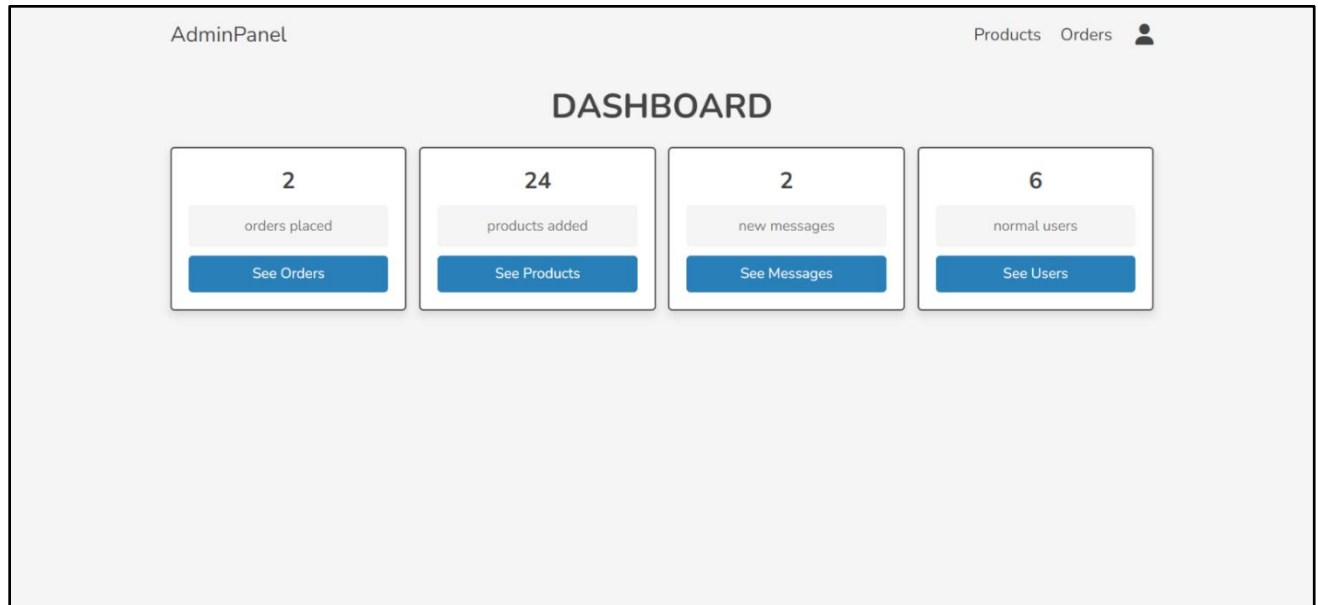 AdminPanel Products Orders
DASHBOARD
2 24 2 6
orders placed products added new messages normal users
See Orders See Products See Messages See Users